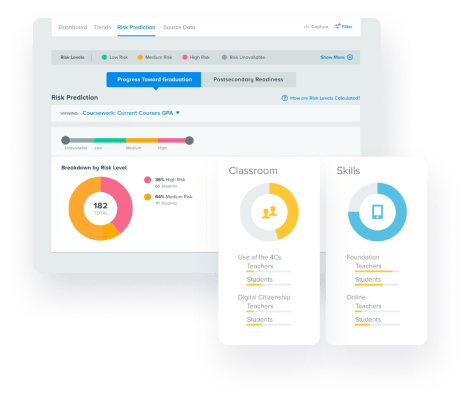 Dashboard Trends Risk Prediction Source Data Capture Filter
Risk Levels Low Risk Medium Risk High Risk Risk Unavailable Show More
Progress Toward Graduation Postsecondary Readiness
Risk Prediction How are Risk Levels Calculated?
VIEWING: Coursework: Current Courses GPA
Unavailable Low Medium High
Breakdown by Risk Level
182
TOTAL
36% High Risk
Students
64% Medium Risk
Students
Classroom
Use of the 4Cs
Teachers
Students
Digital Citizenship
Teachers
Students
Skills
Foundation
Teachers
Students
Online
Teachers
Students